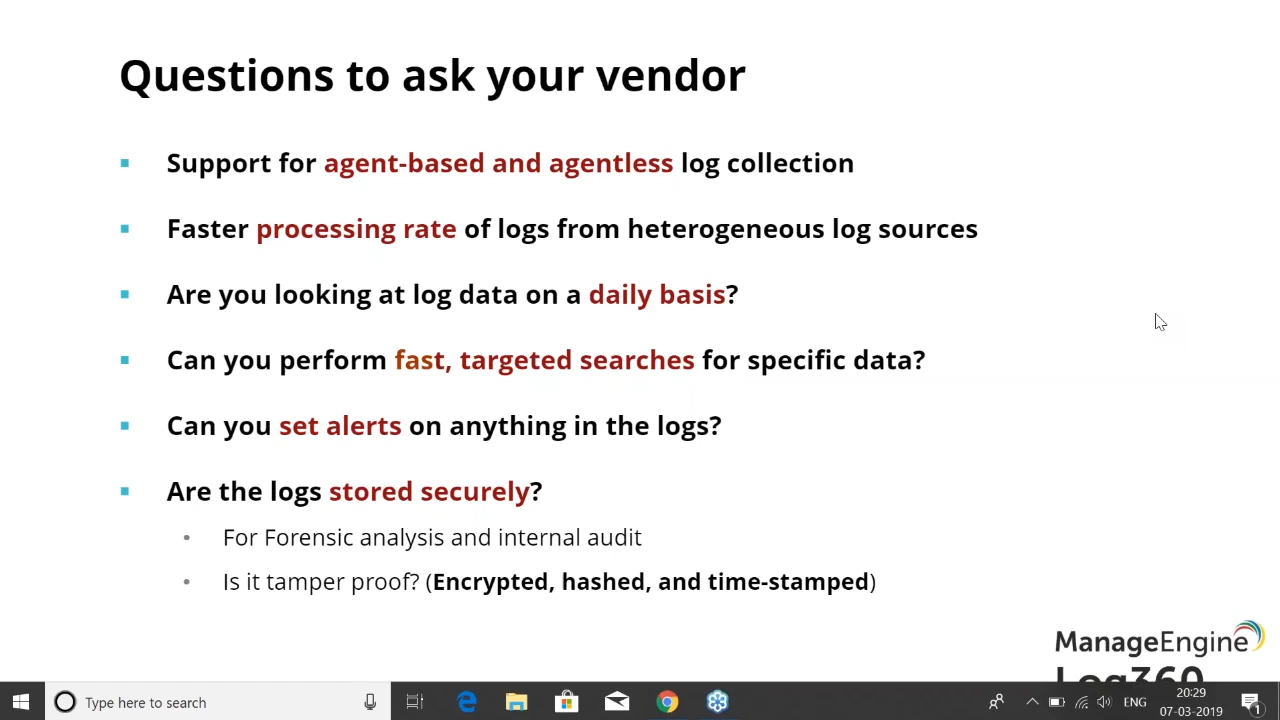 Questions to ask your vendor
Support for agent-based and agentless log collection
Faster processing rate of logs from heterogeneous log sources
Are you looking at log data on a daily basis?
Can you perform fast, targeted searches for specific data?
Can you set alerts on anything in the logs?
Are the logs stored securely?
For Forensic analysis and internal audit
Is it tamper proof? (Encrypted, hashed, and time-stamped)
ManageEngine
Log360
Type here to search
ENG
20:29
07-03-2019
1